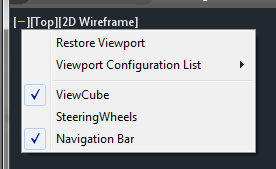 [−][Top][2D Wireframe]
Restore Viewport
Viewport Configuration List
ViewCube
SteeringWheels
Navigation Bar